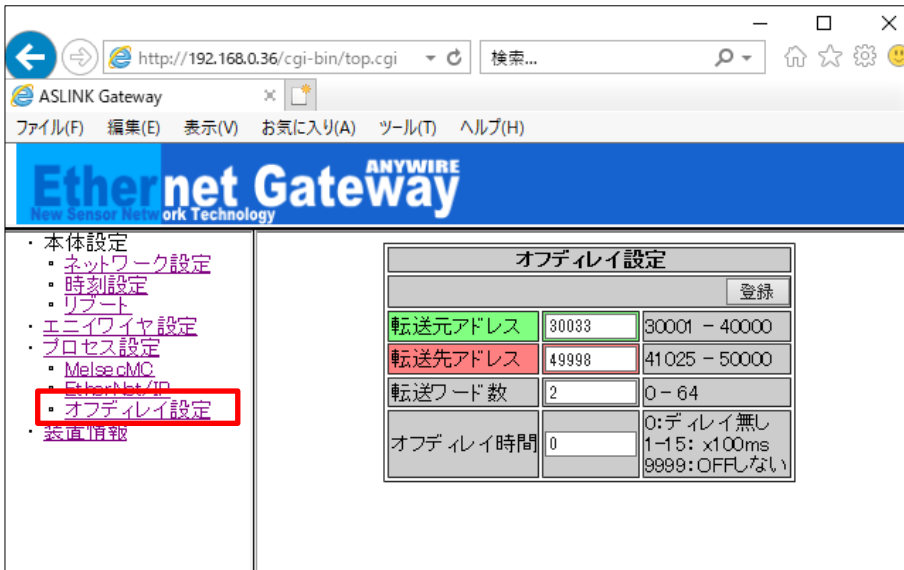 http://192.168.0.36/cgi-bin/top.cgi
検索...
ASLINK Gateway
ファイル(F) 編集(E) 表示(V) お気に入り(A) ツール(T) ヘルプ(H)
ANYWIRE
Ethernet Gateway
New Sensor Network Technology
・本体設定
・ネットワーク設定
・時刻設定
・リブート
・エニイワイヤ設定
・プロセス設定
・MelsecMC
・EtherNet/IP
・オフディレイ設定
・装置情報
オフディレイ設定
登録
転送元アドレス 30033 30001 - 40000
転送先アドレス 49998 41025 - 50000
転送ワード数 2 0 - 64
オフディレイ時間 0 0:ディレイ無し
1-15: x100ms
9999:OFFしない